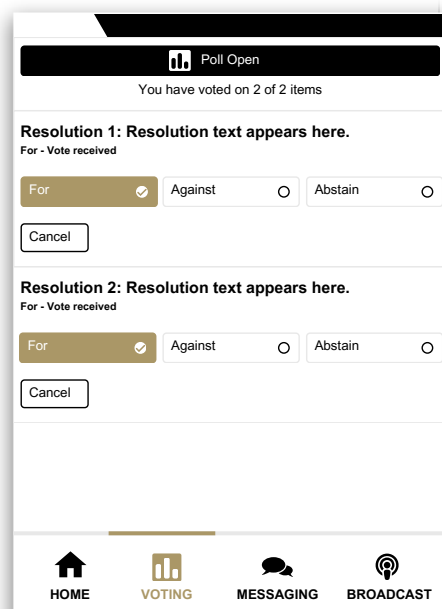 Poll Open
You have voted on 2 of 2 items
Resolution 1: Resolution text appears here.
For - Vote received
For Against Abstain
Cancel
Resolution 2: Resolution text appears here.
For - Vote received
For Against Abstain
Cancel
HOME VOTING MESSAGING BROADCAST